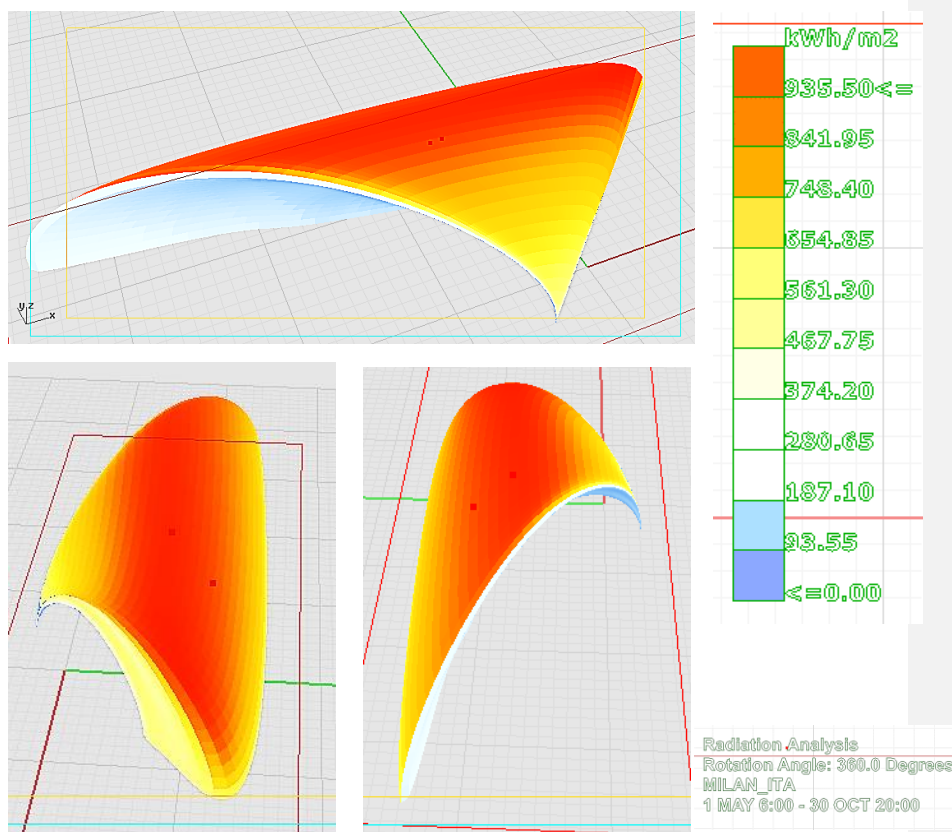 kWh/m2
935.50<=
841.95
748.40
654.85
561.30
467.75
374.20
280.65
187.10
93.55
<=0.00
y z
x
Radiation Analysis
Rotation Angle: 360.0 Degrees
MILAN_ITA
1 MAY 6:00 - 30 OCT 20:00